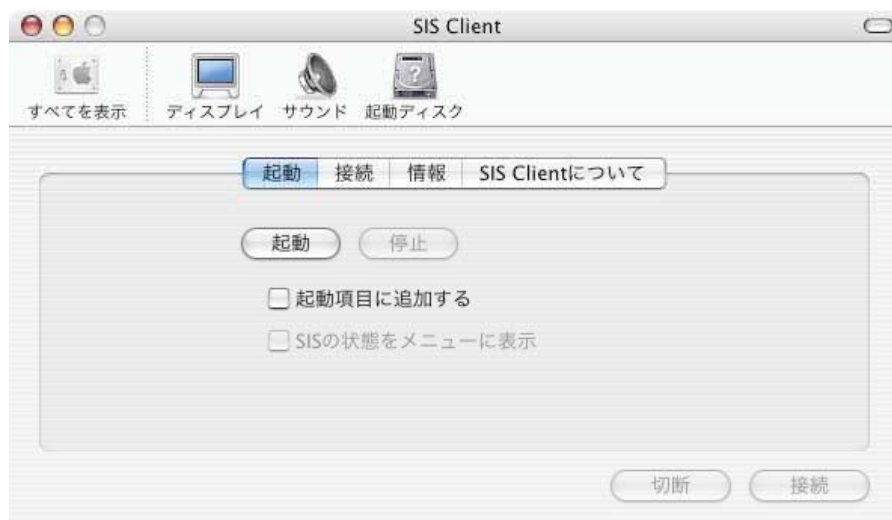 SIS Client
すべてを表示 ディスプレイ サウンド 起動ディスク
起動 接続 情報 SIS Clientについて
起動 停止
起動項目に追加する
SISの状態をメニューに表示
切断 接続